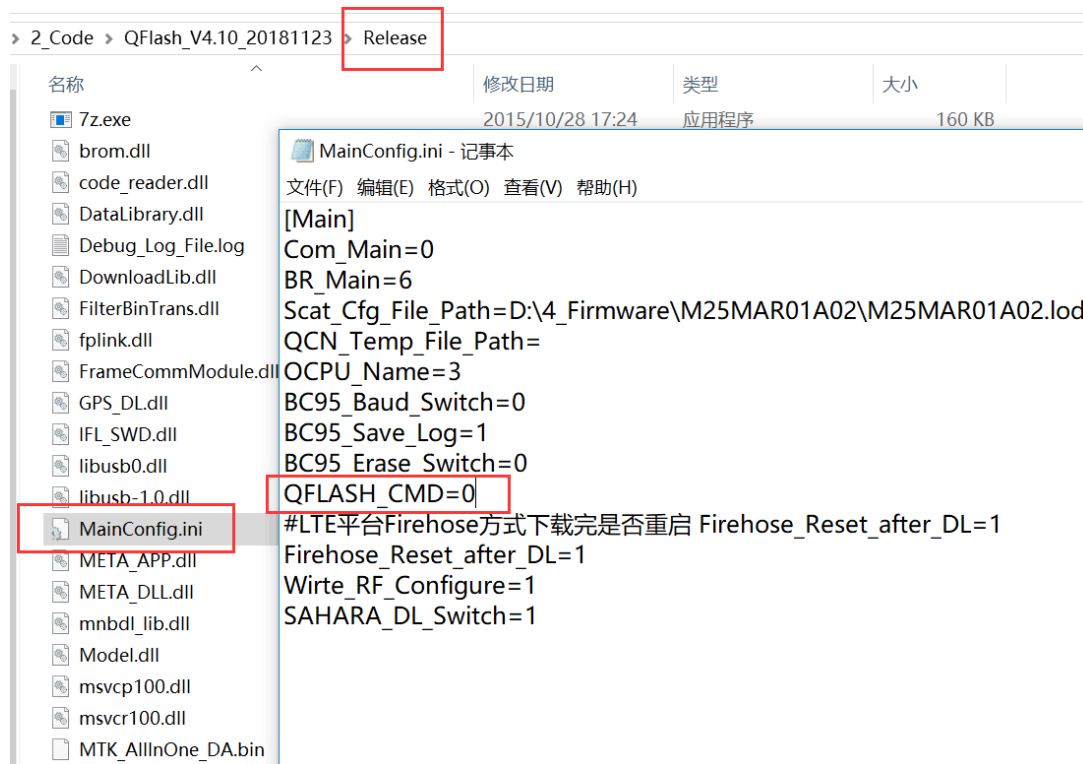 2_Code > QFlash_V4.10_20181123 > Release
名称 修改日期 类型 大小
7z.exe 2015/10/28 17:24 应用程序 160 KB
brom.dll
code_reader.dll
DataLibrary.dll
Debug_Log_File.log
DownloadLib.dll
FilterBinTrans.dll
fplink.dll
FrameCommModule.dll
GPS_DL.dll
IFL_SWD.dll
libusb0.dll
libusb-1.0.dll
MainConfig.ini
META_APP.dll
META_DLL.dll
mnbdl_lib.dll
Model.dll
msvcp100.dll
msvcr100.dll
MTK_AllInOne_DA.bin
MainConfig.ini - 记事本
文件(F) 编辑(E) 格式(O) 查看(V) 帮助(H)
[Main]
Com_Main=0
BR_Main=6
Scat_Cfg_File_Path=D:\4_Firmware\M25MAR01A02\M25MAR01A02.lod
QCN_Temp_File_Path=
OCPU_Name=3
BC95_Baud_Switch=0
BC95_Save_Log=1
BC95_Erase_Switch=0
QFLASH_CMD=0
#LTE平台Firehose方式下载完是否重启 Firehose_Reset_after_DL=1
Firehose_Reset_after_DL=1
Wirte_RF_Configure=1
SAHARA_DL_Switch=1